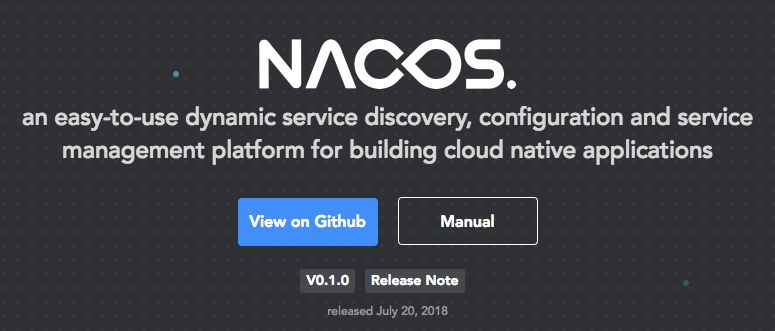 NACOS.
an easy-to-use dynamic service discovery, configuration and service
management platform for building cloud native applications
View on Github
Manual
V0.1.0
Release Note
released July 20, 2018